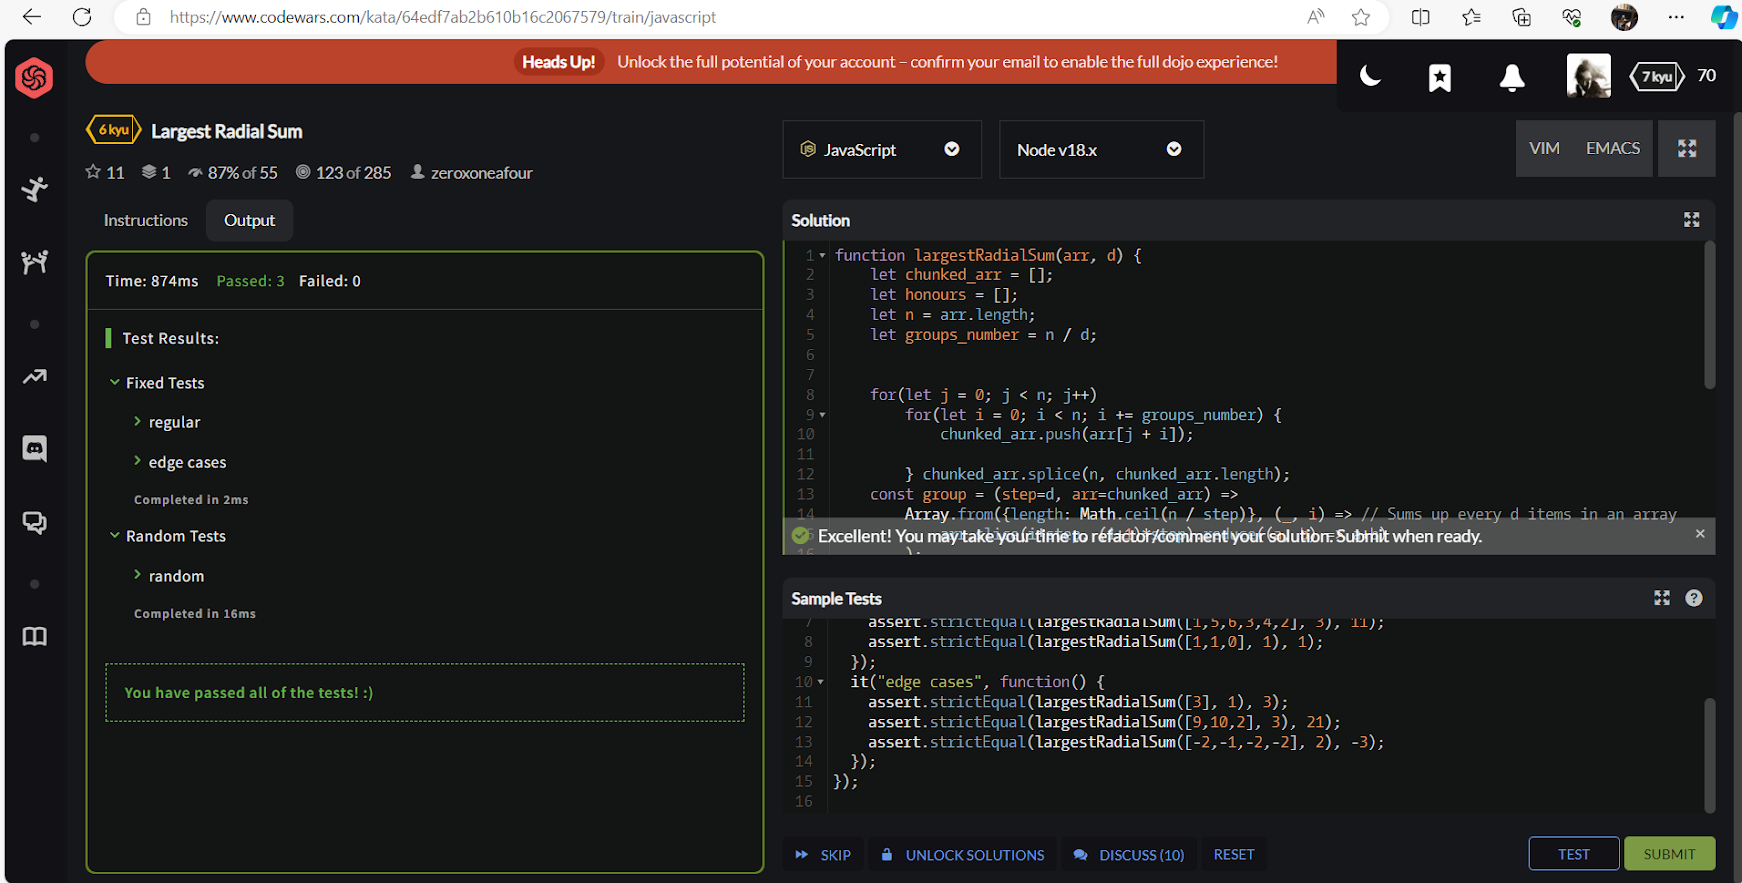 https://www.codewars.com/kata/64edf7ab2b610b16c2067579/train/javascript
Heads Up! Unlock the full potential of your account – confirm your email to enable the full dojo experience!
7 kyu 70
6 kyu Largest Radial Sum
11 1 87% of 55 123 of 285 zeroxoneafour
JavaScript
Node v18.x
VIM EMACS
Instructions Output
Time: 874ms Passed: 3 Failed: 0
Test Results:
Fixed Tests
regular
edge cases
Completed in 2ms
Random Tests
random
Completed in 16ms
You have passed all of the tests! :)
Solution
1 function largestRadialSum(arr, d) {
2 let chunked_arr = [];
3 let honours = [];
4 let n = arr.length;
5 let groups_number = n / d;
6
7
8 for(let j = 0; j < n; j++)
9 for(let i = 0; i < n; i += groups_number) {
10 chunked_arr.push(arr[j + i]);
11
12 } chunked_arr.splice(n, chunked_arr.length);
13 const group = (step=d, arr=chunked_arr) =>
14 Array.from({length: Math.ceil(n / step)}, (_, i) => // Sums up every d items in an array
Excellent! You may take your time to refactor/comment your solution. Submit when ready.
16 );
Sample Tests
7 assert.strictEqual(largestRadialSum([1,5,6,3,4,2], 3), 11);
8 assert.strictEqual(largestRadialSum([1,1,0], 1), 1);
9 });
10 it("edge cases", function() {
11 assert.strictEqual(largestRadialSum([3], 1), 3);
12 assert.strictEqual(largestRadialSum([9,10,2], 3), 21);
13 assert.strictEqual(largestRadialSum([-2,-1,-2,-2], 2), -3);
14 });
15 });
16
SKIP UNLOCK SOLUTIONS DISCUSS (10) RESET
TEST SUBMIT